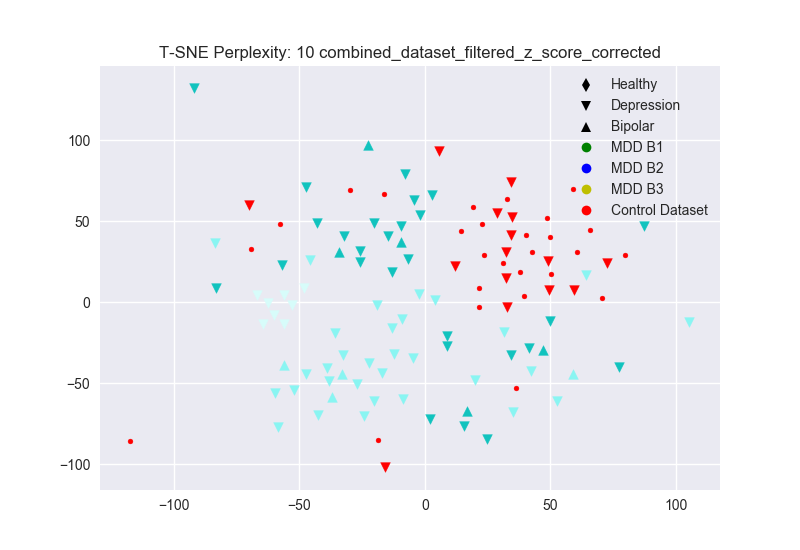 T-SNE Perplexity: 10 combined_dataset_filtered_z_score_corrected
Healthy
Depression
Bipolar
MDD B1
MDD B2
MDD B3
Control Dataset
100
50
0
−50
−100
−100
−50
0
50
100